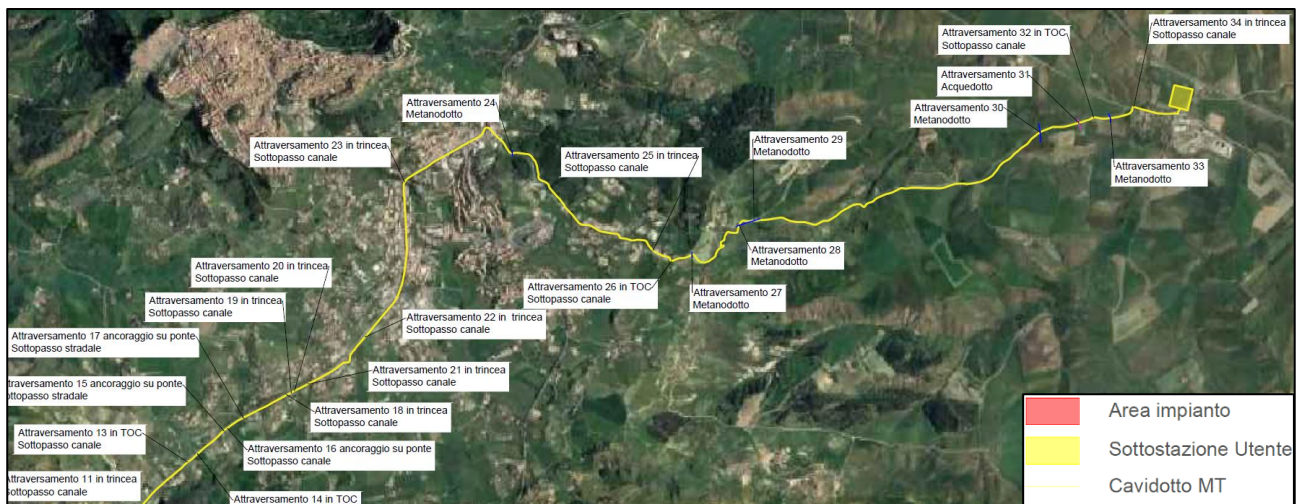 Attraversamento 34 in trincea
Sottopasso canale
Attraversamento 32 in TOC
Sottopasso canale
Attraversamento 31
Acquedotto
Attraversamento 30
Metanodotto
Attraversamento 24
Metanodotto
Attraversamento 23 in trincea
Sottopasso canale
Attraversamento 25 in trincea
Sottopasso canale
Attraversamento 29
Metanodotto
Attraversamento 33
Metanodotto
Attraversamento 28
Metanodotto
Attraversamento 20 in trincea
Sottopasso canale
Attraversamento 26 in TOC
Sottopasso canale
Attraversamento 27
Metanodotto
Attraversamento 19 in trincea
Sottopasso canale
Attraversamento 22 in trincea
Sottopasso canale
Attraversamento 17 ancoraggio su ponte
Sottopasso stradale
Attraversamento 21 in trincea
Sottopasso canale
ttraversamento 15 ancoraggio su ponte
ottopasso stradale
Attraversamento 18 in trincea
Sottopasso canale
Attraversamento 13 in TOC
Sottopasso canale
Attraversamento 16 ancoraggio su ponte
Sottopasso canale
Attraversamento 11 in trincea
Sottopasso canale
Attraversamento 14 in TOC
Area impianto
Sottostazione Utente
Cavidotto MT